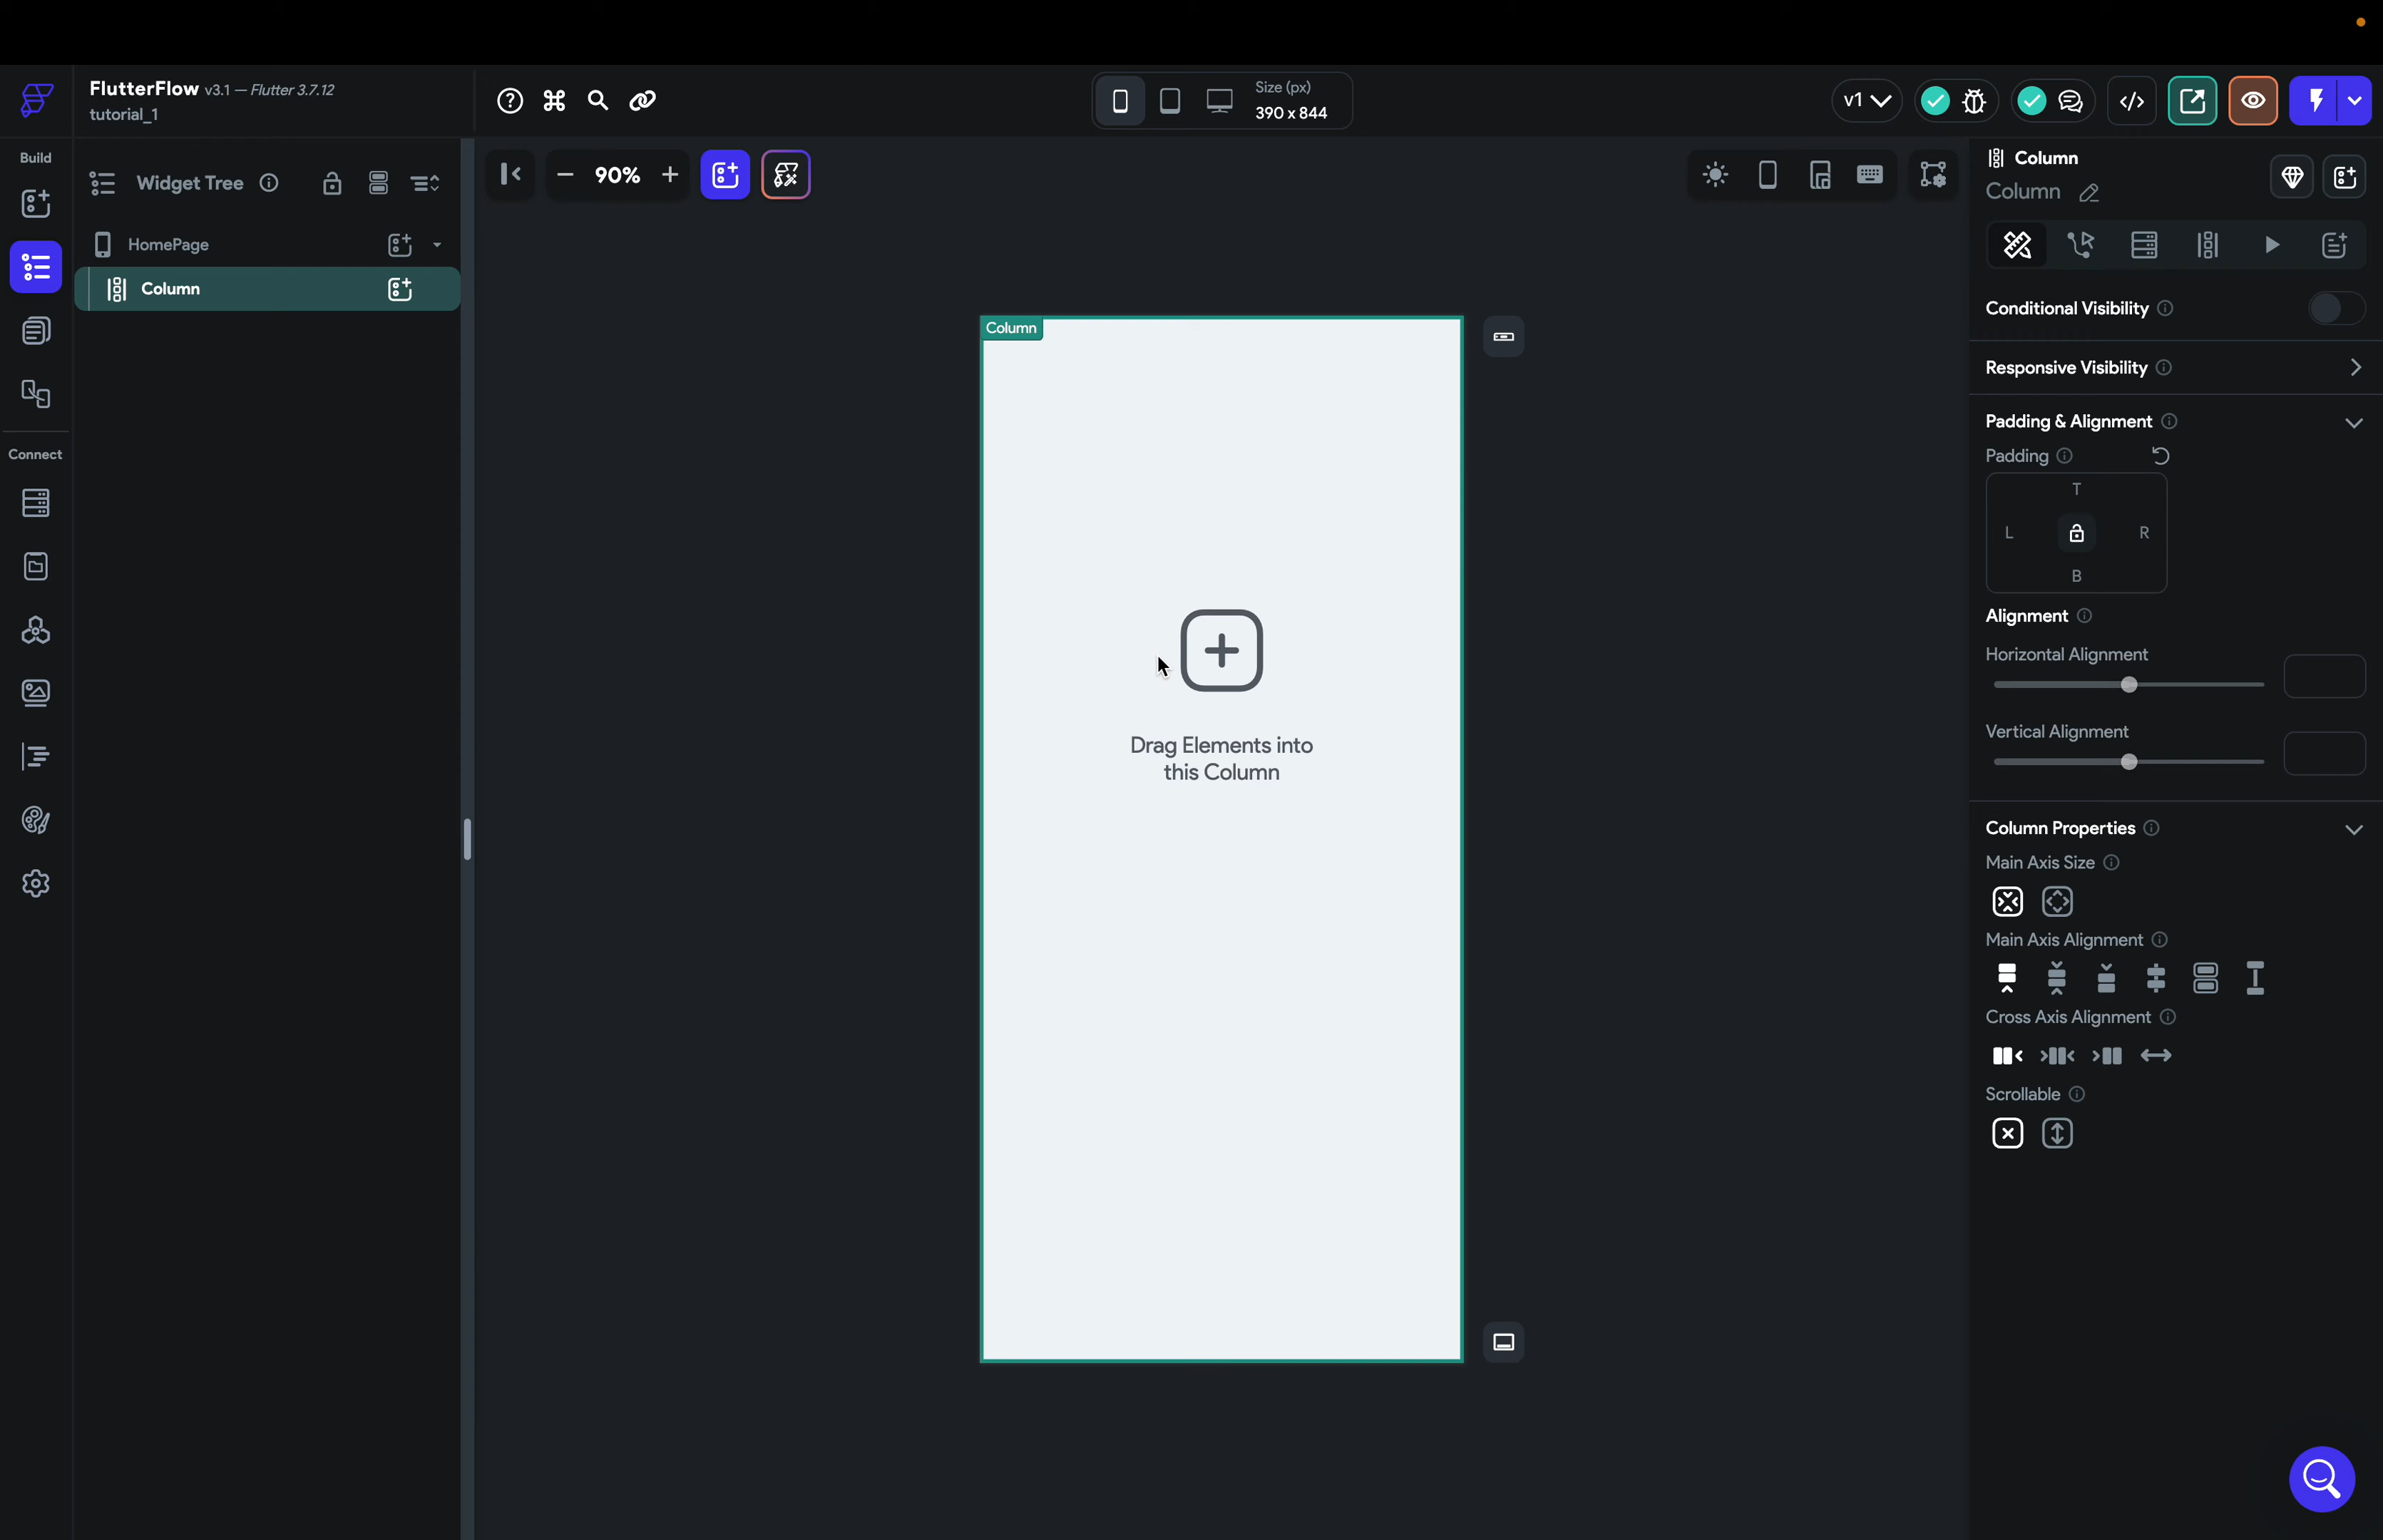 FlutterFlow v3.1 — Flutter 3.7.12
tutorial_1
Size (px)
390 x 844
v1
Build
Connect
Widget Tree
HomePage
Column
90%
Column
Drag Elements into
this Column
Column
Column
Conditional Visibility
Responsive Visibility
Padding & Alignment
Padding
T
L
R
B
Alignment
Horizontal Alignment
Vertical Alignment
Column Properties
Main Axis Size
Main Axis Alignment
Cross Axis Alignment
Scrollable